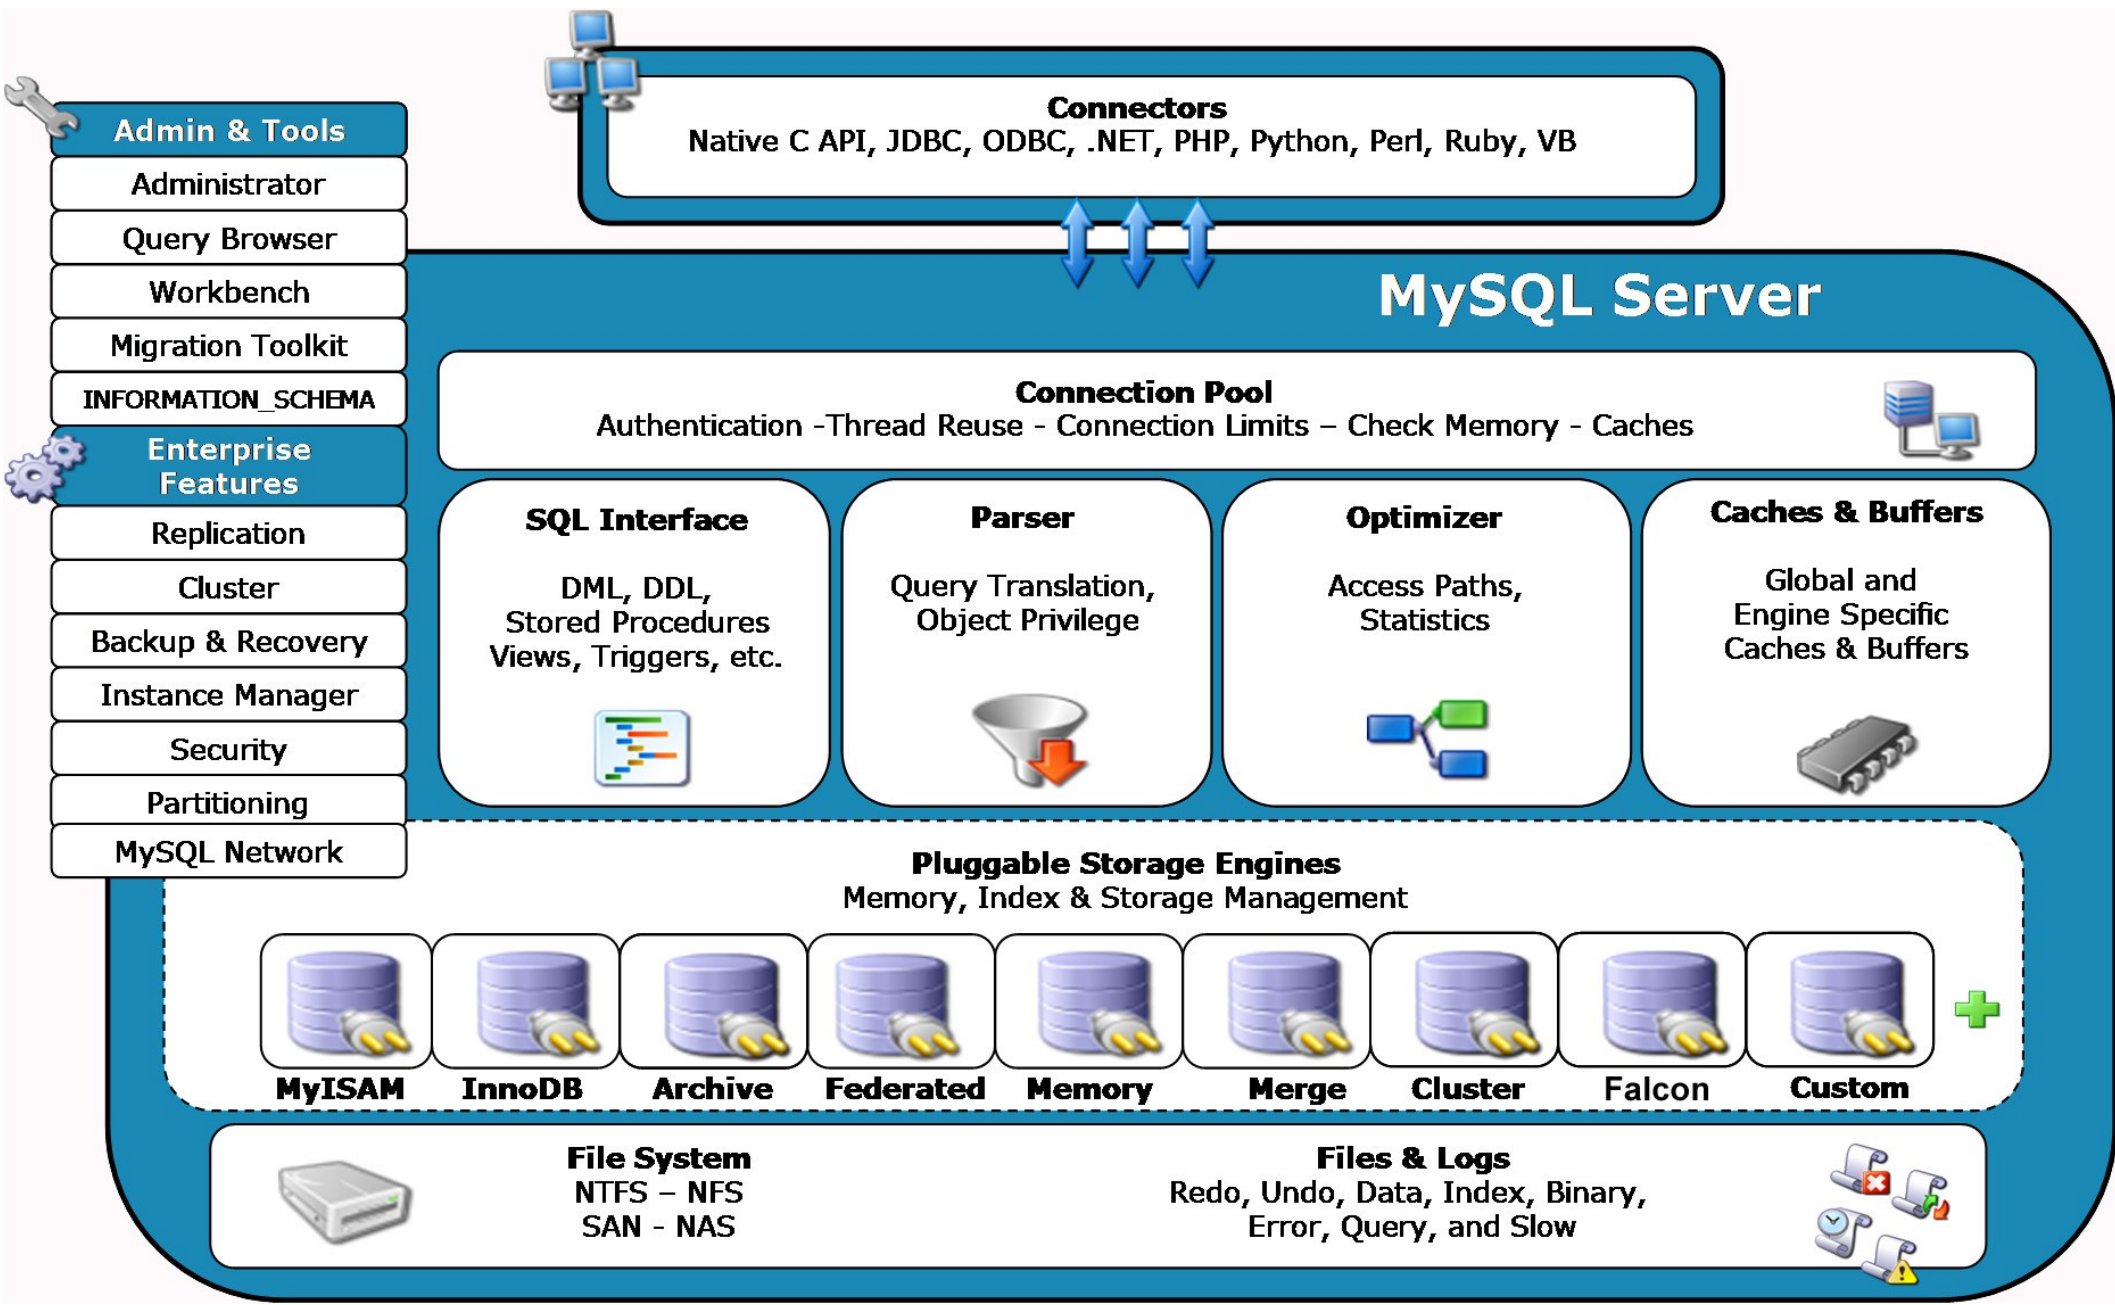 Connectors
Native C API, JDBC, ODBC, .NET, PHP, Python, Perl, Ruby, VB
Admin & Tools
Administrator
Query Browser
Workbench
Migration Toolkit
INFORMATION_SCHEMA
Enterprise
Features
Replication
Cluster
Backup & Recovery
Instance Manager
Security
Partitioning
MySQL Network
MySQL Server
Connection Pool
Authentication -Thread Reuse - Connection Limits – Check Memory - Caches
SQL Interface
DML, DDL,
Stored Procedures
Views, Triggers, etc.
Parser
Query Translation,
Object Privilege
Optimizer
Access Paths,
Statistics
Caches & Buffers
Global and
Engine Specific
Caches & Buffers
Pluggable Storage Engines
Memory, Index & Storage Management
MyISAM
InnoDB
Archive
Federated
Memory
Merge
Cluster
Falcon
Custom
File System
NTFS – NFS
SAN - NAS
Files & Logs
Redo, Undo, Data, Index, Binary,
Error, Query, and Slow